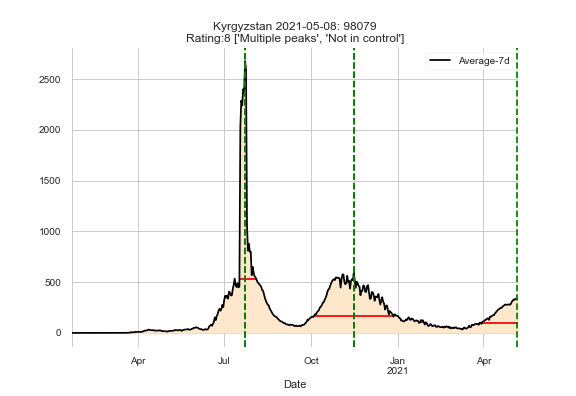 Kyrgyzstan 2021-05-08: 98079
Rating:8 ['Multiple peaks', 'Not in control']
Average-7d
2500
2000
1500
1000
500
0
Apr Jul Oct Jan Apr
2021
Date